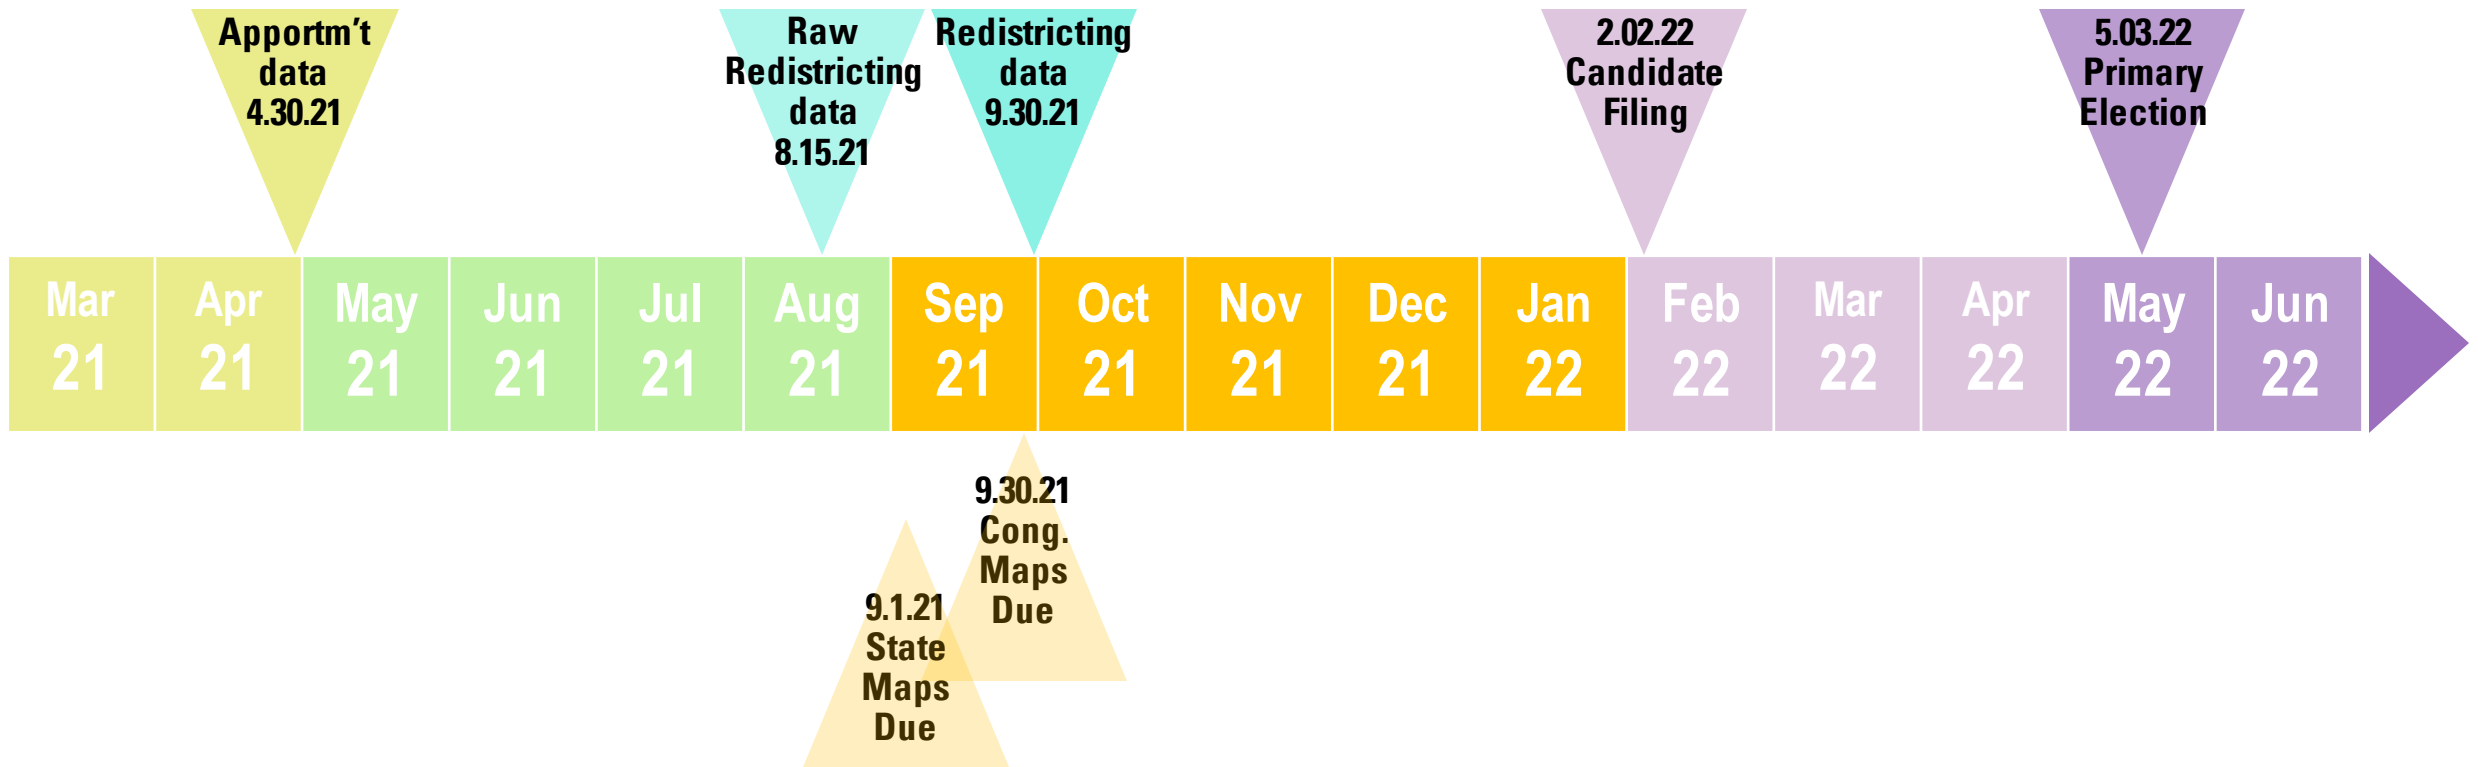 Apportm't
data
4.30.21
Raw
Redistricting
data
8.15.21
Redistricting
data
9.30.21
2.02.22
Candidate
Filing
5.03.22
Primary
Election
Mar
21
Apr
21
May
21
Jun
21
Jul
21
Aug
21
Sep
21
Oct
21
Nov
21
Dec
21
Jan
22
Feb
22
Mar
22
Apr
22
May
22
Jun
22
9.30.21
Cong.
Maps
Due
9.1.21
State
Maps
Due